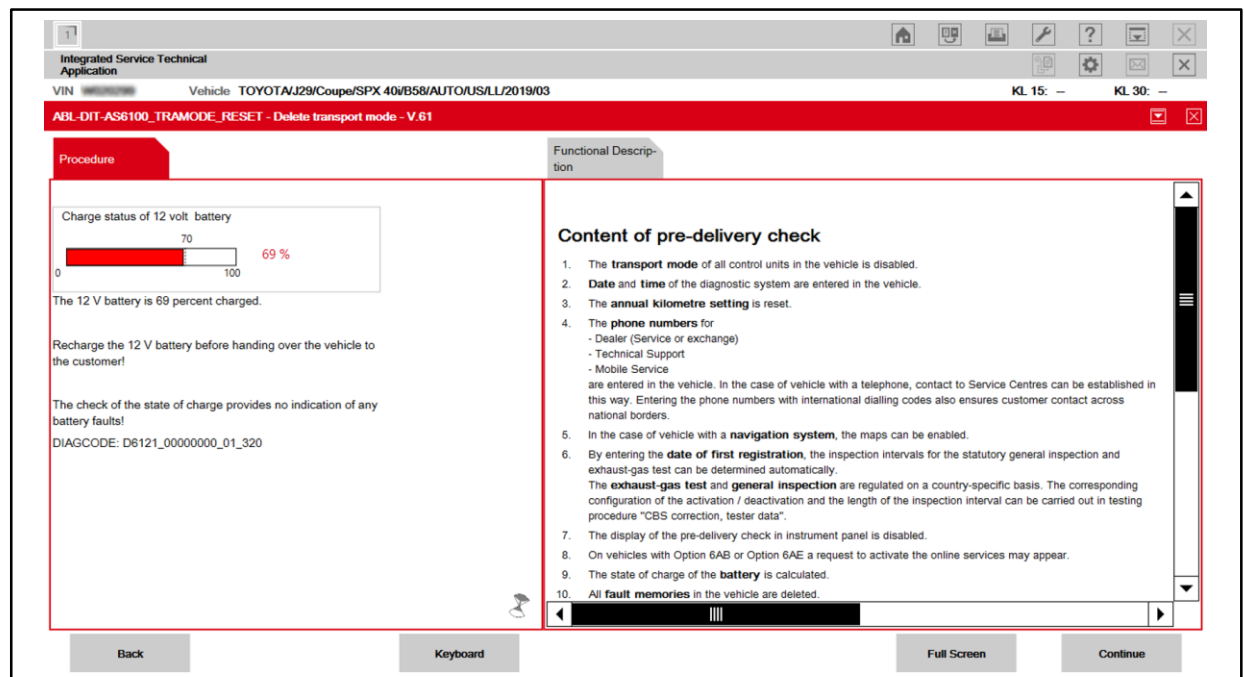 1
?
Integrated Service Technical
Application
VIN
Vehicle TOYOTA/J29/Coupe/SPX 40i/B58/AUTO/US/LL/2019/03
KL 15: –
KL 30: –
ABL-DIT-AS6100_TRAMODE_RESET - Delete transport mode - V.61
Procedure
Charge status of 12 volt battery
70
69 %
0
100
The 12 V battery is 69 percent charged.
Recharge the 12 V battery before handing over the vehicle to
the customer!
The check of the state of charge provides no indication of any
battery faults!
DIAGCODE: D6121_00000000_01_320
Functional Descrip-
tion
Content of pre-delivery check
1. The transport mode of all control units in the vehicle is disabled.
2. Date and time of the diagnostic system are entered in the vehicle.
3. The annual kilometre setting is reset.
4. The phone numbers for
- Dealer (Service or exchange)
- Technical Support
- Mobile Service
are entered in the vehicle. In the case of vehicle with a telephone, contact to Service Centres can be established in
this way. Entering the phone numbers with international dialling codes also ensures customer contact across
national borders.
5. In the case of vehicle with a navigation system, the maps can be enabled.
6. By entering the date of first registration, the inspection intervals for the statutory general inspection and
exhaust-gas test can be determined automatically.
The exhaust-gas test and general inspection are regulated on a country-specific basis. The corresponding
configuration of the activation / deactivation and the length of the inspection interval can be carried out in testing
procedure "CBS correction, tester data".
7. The display of the pre-delivery check in instrument panel is disabled.
8. On vehicles with Option 6AB or Option 6AE a request to activate the online services may appear.
9. The state of charge of the battery is calculated.
10. All fault memories in the vehicle are deleted.
Back
Keyboard
Full Screen
Continue